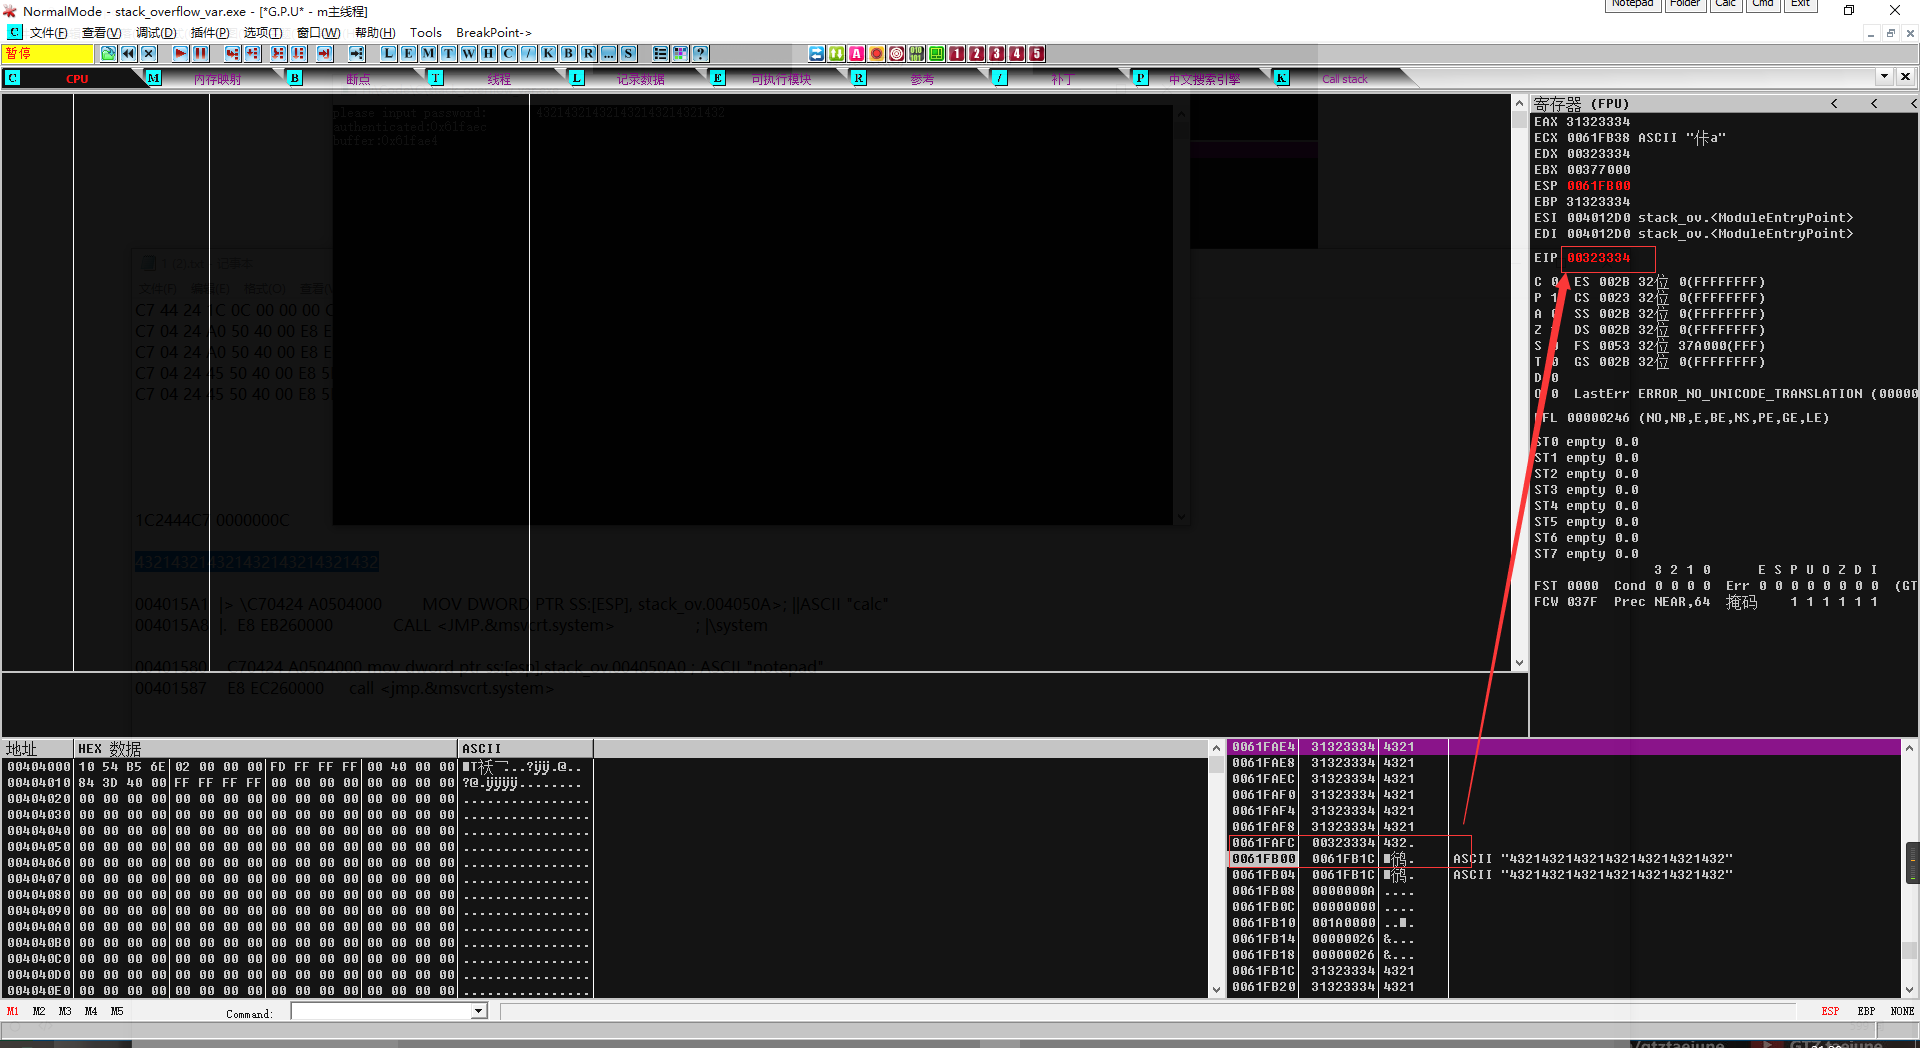 NormalMode - stack_overflow_var.exe - [*G.P.U* - m主线程]
Notepad Folder Calc Cmd Exit
C 文件(F) 查看(V) 调试(D) 插件(P) 选项(T) 窗口(W) 帮助(H) Tools BreakPoint->
暂停 L E M T W H C / K B R ... S ? 1 2 3 4 5
C CPU M 内存映射 B 断点 T 线程 L 记录数据 E 可执行模块 R 参考 / 补丁 P 中文搜索引擎 K Call stack
please input password: 432143214321432143214321432
authenticated:0x61faec
buffer:0x61fae4
文件(F) 编辑(E) 格式(O) 查看(V
C7 44 24 1C 0C 00 00 00 C
C7 04 24 A0 50 40 00 E8 E
C7 04 24 A0 50 40 00 E8 E
C7 04 24 45 50 40 00 E8 5
C7 04 24 45 50 40 00 E8 5
1C2444C7 0000000C
432143214321432143214321432
004015A1 |> \C70424 A0504000 MOV DWORD PTR SS:[ESP], stack_ov.004050A>; ||ASCII "calc"
004015A8 |. E8 EB260000 CALL <JMP.&msvcrt.system> ; |\system
00401580 C70424 A0504000 mov dword ptr ss:[esp],stack_ov.004050A0 ; ASCII "notepad"
00401587 E8 EC260000 call <jmp.&msvcrt.system>
寄存器 (FPU) < < <
EAX 31323334
ECX 0061FB38 ASCII "佧a"
EDX 00323334
EBX 00377000
ESP 0061FB00
EBP 31323334
ESI 004012D0 stack_ov.<ModuleEntryPoint>
EDI 004012D0 stack_ov.<ModuleEntryPoint>
EIP 00323334
C 0 ES 002B 32位 0(FFFFFFFF)
P 1 CS 0023 32位 0(FFFFFFFF)
A 0 SS 002B 32位 0(FFFFFFFF)
Z DS 002B 32位 0(FFFFFFFF)
S 0 FS 0053 32位 37A000(FFF)
T 0 GS 002B 32位 0(FFFFFFFF)
D 0
O 0 LastErr ERROR_NO_UNICODE_TRANSLATION (00000
EFL 00000246 (NO,NB,E,BE,NS,PE,GE,LE)
ST0 empty 0.0
ST1 empty 0.0
ST2 empty 0.0
ST3 empty 0.0
ST4 empty 0.0
ST5 empty 0.0
ST6 empty 0.0
ST7 empty 0.0
3 2 1 0 E S P U O Z D I
FST 0000 Cond 0 0 0 0 Err 0 0 0 0 0 0 0 0 (GT
FCW 037F Prec NEAR,64 掩码 1 1 1 1 1 1
地址 HEX 数据 ASCII
00404000 10 54 B5 6E 02 00 00 00 FD FF FF FF 00 40 00 00
00404010 84 3D 40 00 FF FF FF FF 00 00 00 00 00 00 00 00 ?@.ÿÿÿÿ........
00404020 00 00 00 00 00 00 00 00 00 00 00 00 00 00 00 00 ................
00404030 00 00 00 00 00 00 00 00 00 00 00 00 00 00 00 00 ................
00404040 00 00 00 00 00 00 00 00 00 00 00 00 00 00 00 00 ................
00404050 00 00 00 00 00 00 00 00 00 00 00 00 00 00 00 00 ................
00404060 00 00 00 00 00 00 00 00 00 00 00 00 00 00 00 00 ................
00404070 00 00 00 00 00 00 00 00 00 00 00 00 00 00 00 00 ................
00404080 00 00 00 00 00 00 00 00 00 00 00 00 00 00 00 00 ................
00404090 00 00 00 00 00 00 00 00 00 00 00 00 00 00 00 00 ................
004040A0 00 00 00 00 00 00 00 00 00 00 00 00 00 00 00 00 ................
004040B0 00 00 00 00 00 00 00 00 00 00 00 00 00 00 00 00 ................
004040C0 00 00 00 00 00 00 00 00 00 00 00 00 00 00 00 00 ................
004040D0 00 00 00 00 00 00 00 00 00 00 00 00 00 00 00 00 ................
004040E0 00 00 00 00 00 00 00 00 00 00 00 00 00 00 00 00 ................
0061FAE4 31323334 4321
0061FAE8 31323334 4321
0061FAEC 31323334 4321
0061FAF0 31323334 4321
0061FAF4 31323334 4321
0061FAF8 31323334 4321
0061FAFC 00323334 432.
0061FB00 0061FB1C ASCII "432143214321432143214321432"
0061FB04 0061FB1C ASCII "432143214321432143214321432"
0061FB08 0000000A ....
0061FB0C 00000000 ....
0061FB10 001A0000
0061FB14 00000026 &...
0061FB18 00000026 &...
0061FB1C 31323334 4321
0061FB20 31323334 4321
M1 M2 M3 M4 M5 Command: ESP EBP NONE